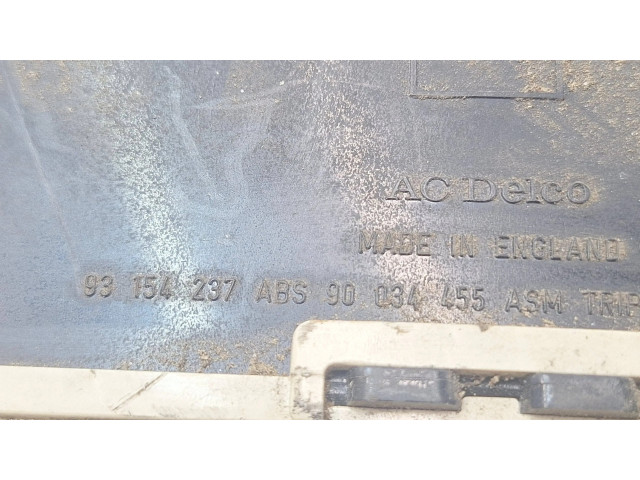 AC Delco
MADE IN ENGLAND
93 154 237 ABS 90 034 455 ASM TRIP